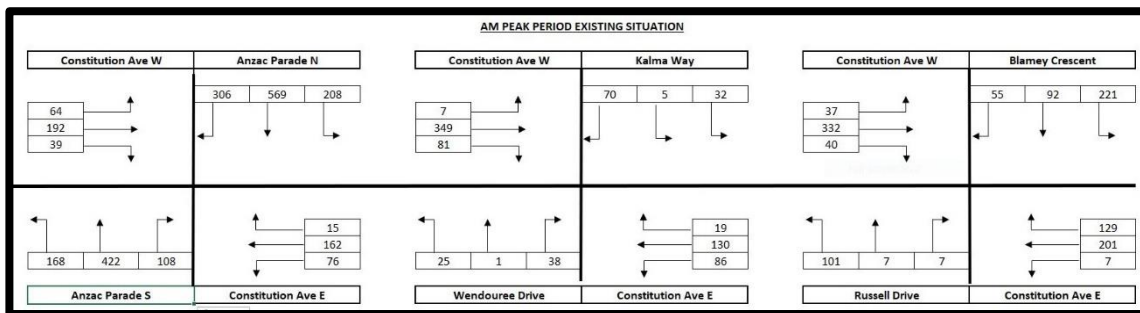 AM PEAK PERIOD EXISTING SITUATION
Constitution Ave W Anzac Parade N Constitution Ave W Kalma Way Constitution Ave W Blamey Crescent
306 569 208 70 5 32 55 92 221
64 7 37
192 349 332
39 81 40
15 19 129
162 130 201
168 422 108 76 25 1 38 86 101 7 7 7
Anzac Parade S Constitution Ave E Wendouree Drive Constitution Ave E Russell Drive Constitution Ave E